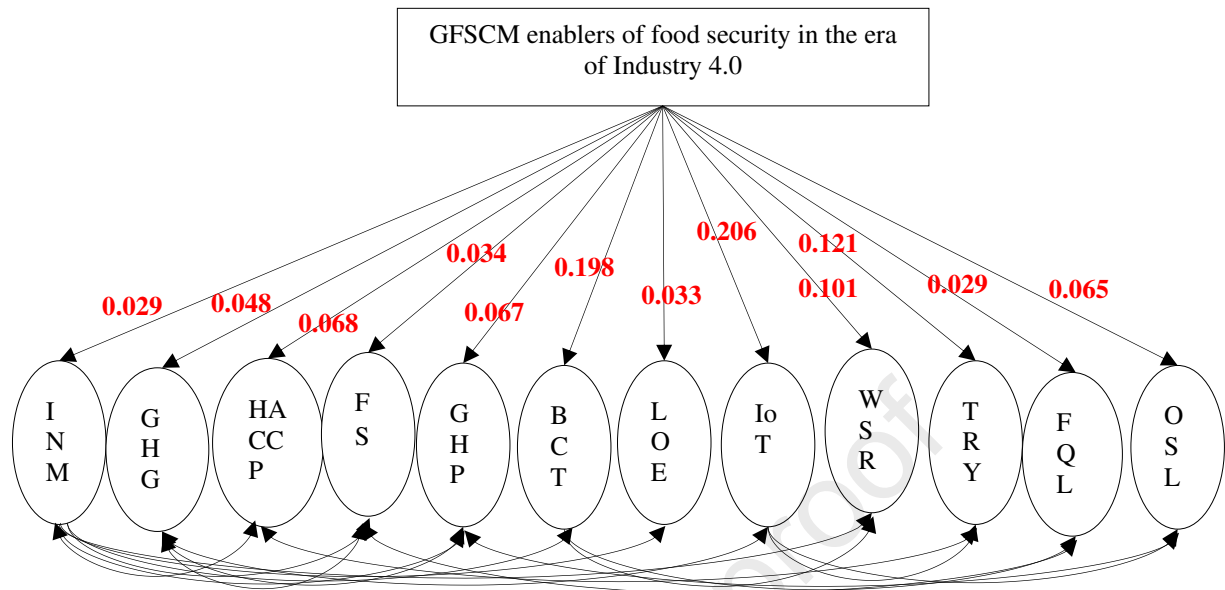 GFSCM enablers of food security in the era
of Industry 4.0
0.206
0.121
0.034
0.198
0.101
0.029
0.065
0.033
0.029
0.048
0.067
0.068
I
N
M
G
H
G
HA
CC
P
F
S
G
H
P
B
C
T
L
O
E
Io
T
W
S
R
T
R
Y
F
Q
L
O
S
L
proof